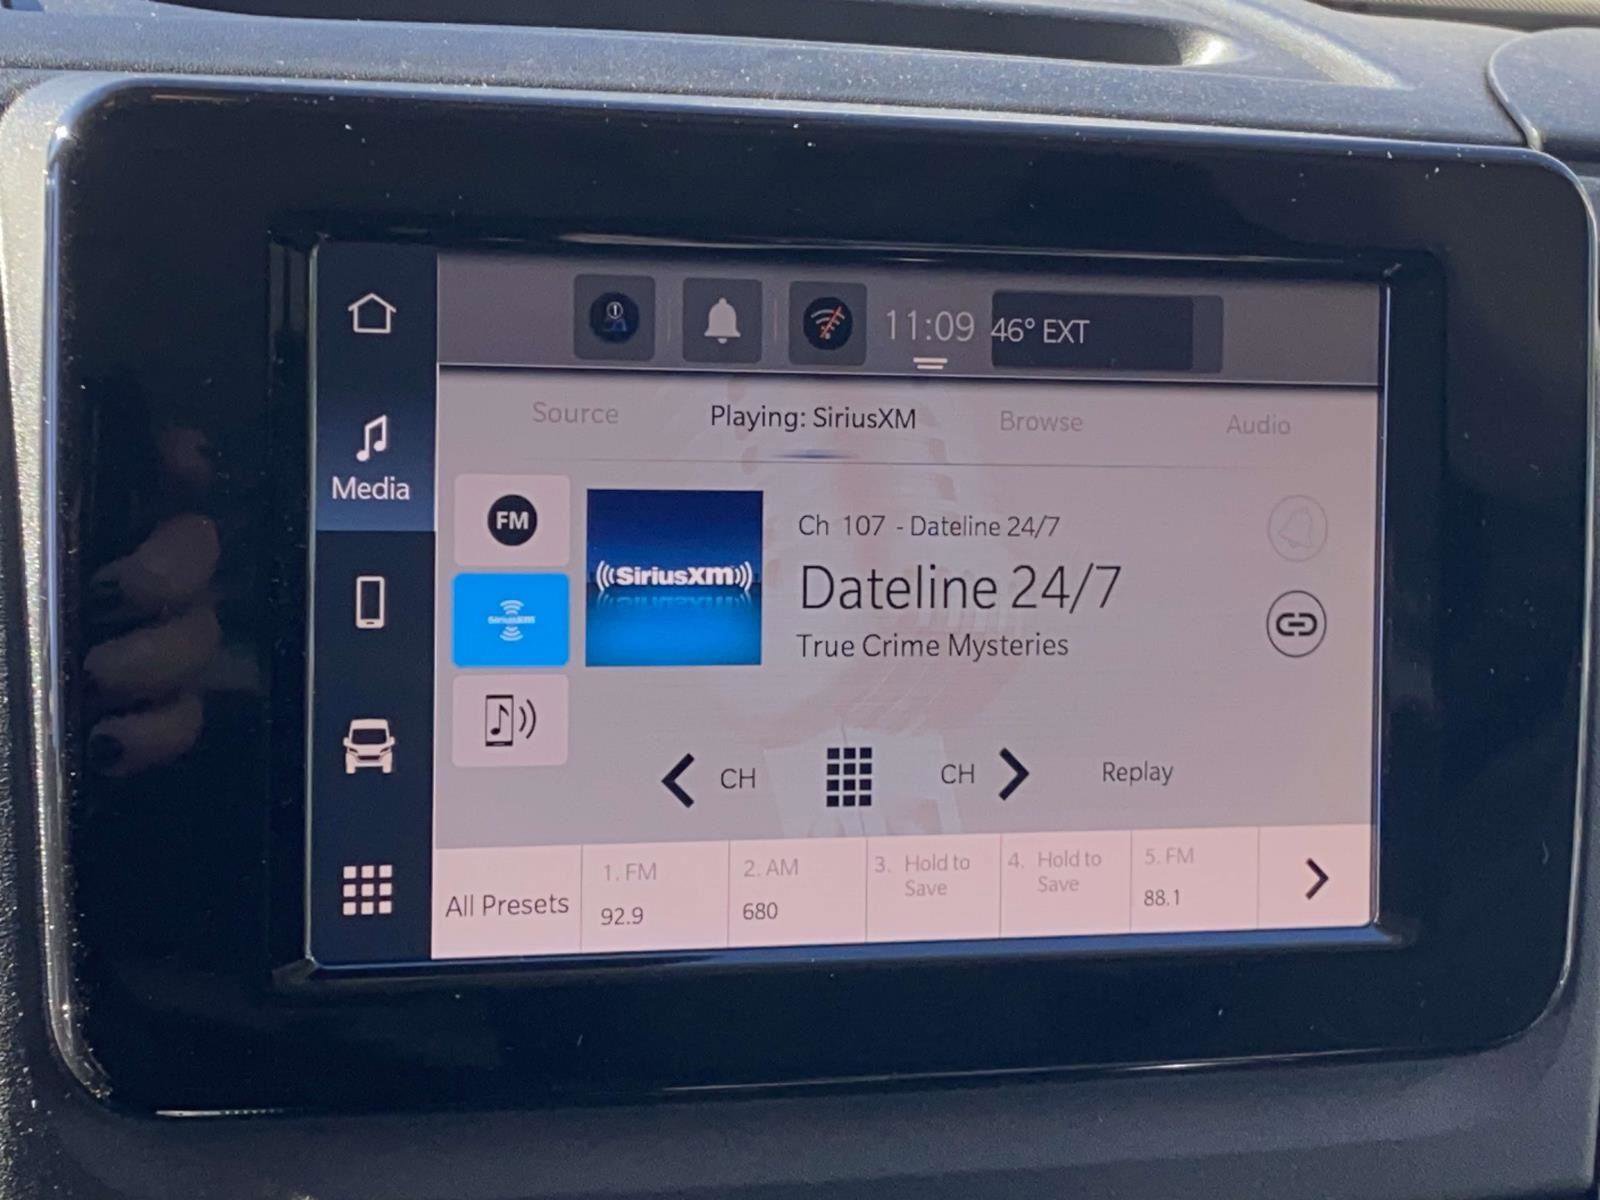 11:09 46° EXT
Source Playing: SiriusXM Browse Audio
Media
FM
SiriusXM
(((SiriusXM)))
Ch 107 - Dateline 24/7
Dateline 24/7
True Crime Mysteries
CH CH Replay
All Presets
1. FM
92.9
2. AM
680
3. Hold to
Save
4. Hold to
Save
5. FM
88.1